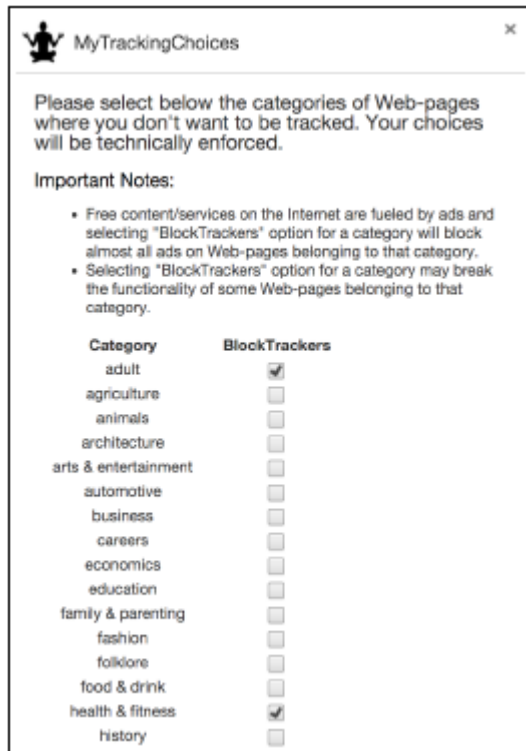 MyTrackingChoices ×
Please select below the categories of Web-pages
where you don't want to be tracked. Your choices
will be technically enforced.
Important Notes:
• Free content/services on the Internet are fueled by ads and
selecting "BlockTrackers" option for a category will block
almost all ads on Web-pages belonging to that category.
• Selecting "BlockTrackers" option for a category may break
the functionality of some Web-pages belonging to that
category.
Category BlockTrackers
adult
agriculture
animals
architecture
arts & entertainment
automotive
business
careers
economics
education
family & parenting
fashion
folklore
food & drink
health & fitness
history